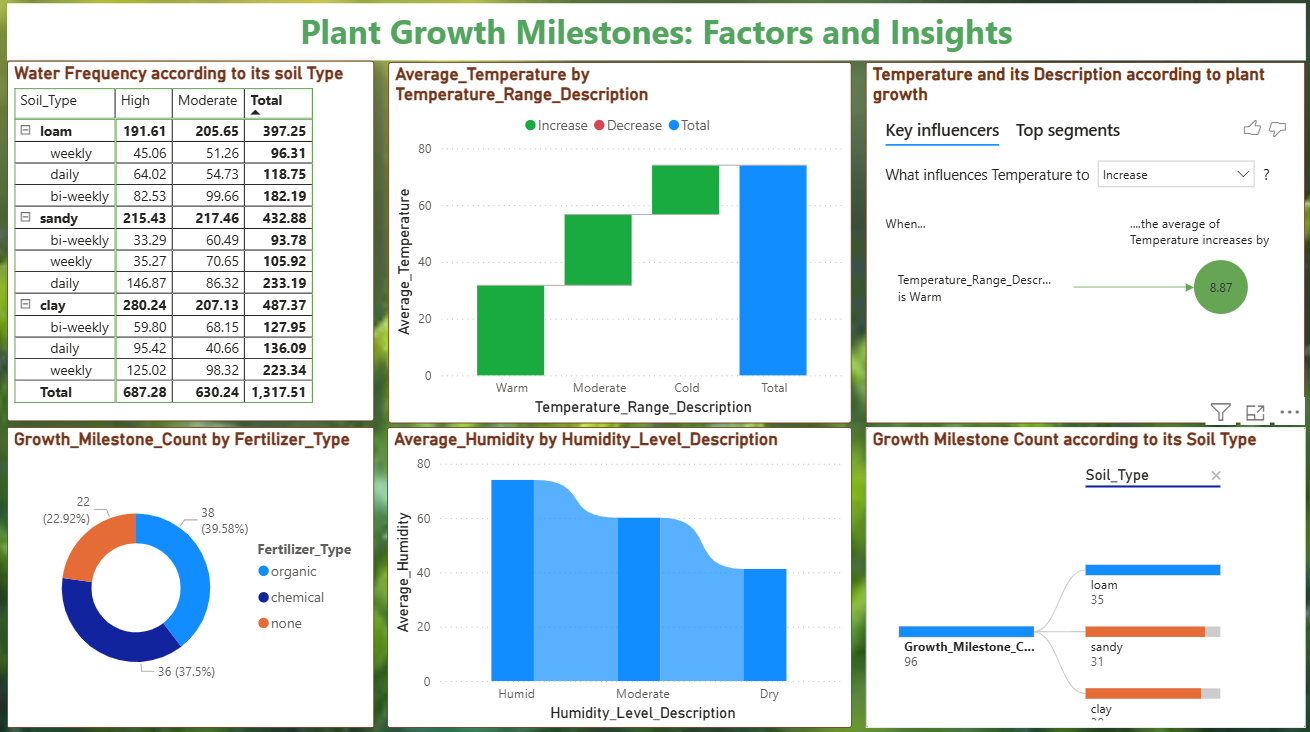 Plant Growth Milestones: Factors and Insights
Water Frequency according to its soil Type
Soil_Type High Moderate Total
loam 191.61 205.65 397.25
weekly 45.06 51.26 96.31
daily 64.02 54.73 118.75
bi-weekly 82.53 99.66 182.19
sandy 215.43 217.46 432.88
bi-weekly 33.29 60.49 93.78
weekly 35.27 70.65 105.92
daily 146.87 86.32 233.19
clay 280.24 207.13 487.37
bi-weekly 59.80 68.15 127.95
daily 95.42 40.66 136.09
weekly 125.02 98.32 223.34
Total 687.28 630.24 1,317.51
Average_Temperature by
Temperature_Range_Description
Increase Decrease Total
80
60
40
20
0
Average_Temperature
Warm Moderate Cold Total
Temperature_Range_Description
Temperature and its Description according to plant
growth
Key influencers Top segments
What influences Temperature to Increase ?
When...
....the average of
Temperature increases by
Temperature_Range_Descr...
is Warm
8.87
Growth_Milestone_Count by Fertilizer_Type
22
(22.92%)
38
(39.58%)
36 (37.5%)
Fertilizer_Type
organic
chemical
none
Average_Humidity by Humidity_Level_Description
80
60
40
20
0
Average_Humidity
Humid Moderate Dry
Humidity_Level_Description
Growth Milestone Count according to its Soil Type
Soil_Type
loam
35
Growth_Milestone_C...
96
sandy
31
clay